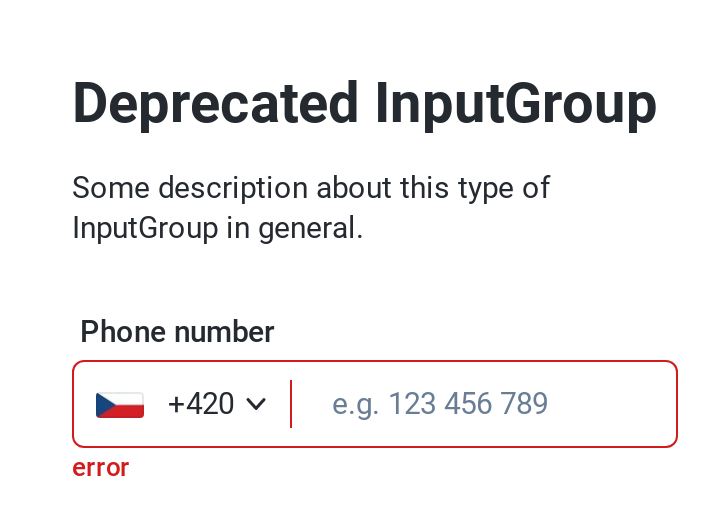 Deprecated InputGroup
Some description about this type of
InputGroup in general.
Phone number
+420
e.g. 123 456 789
error